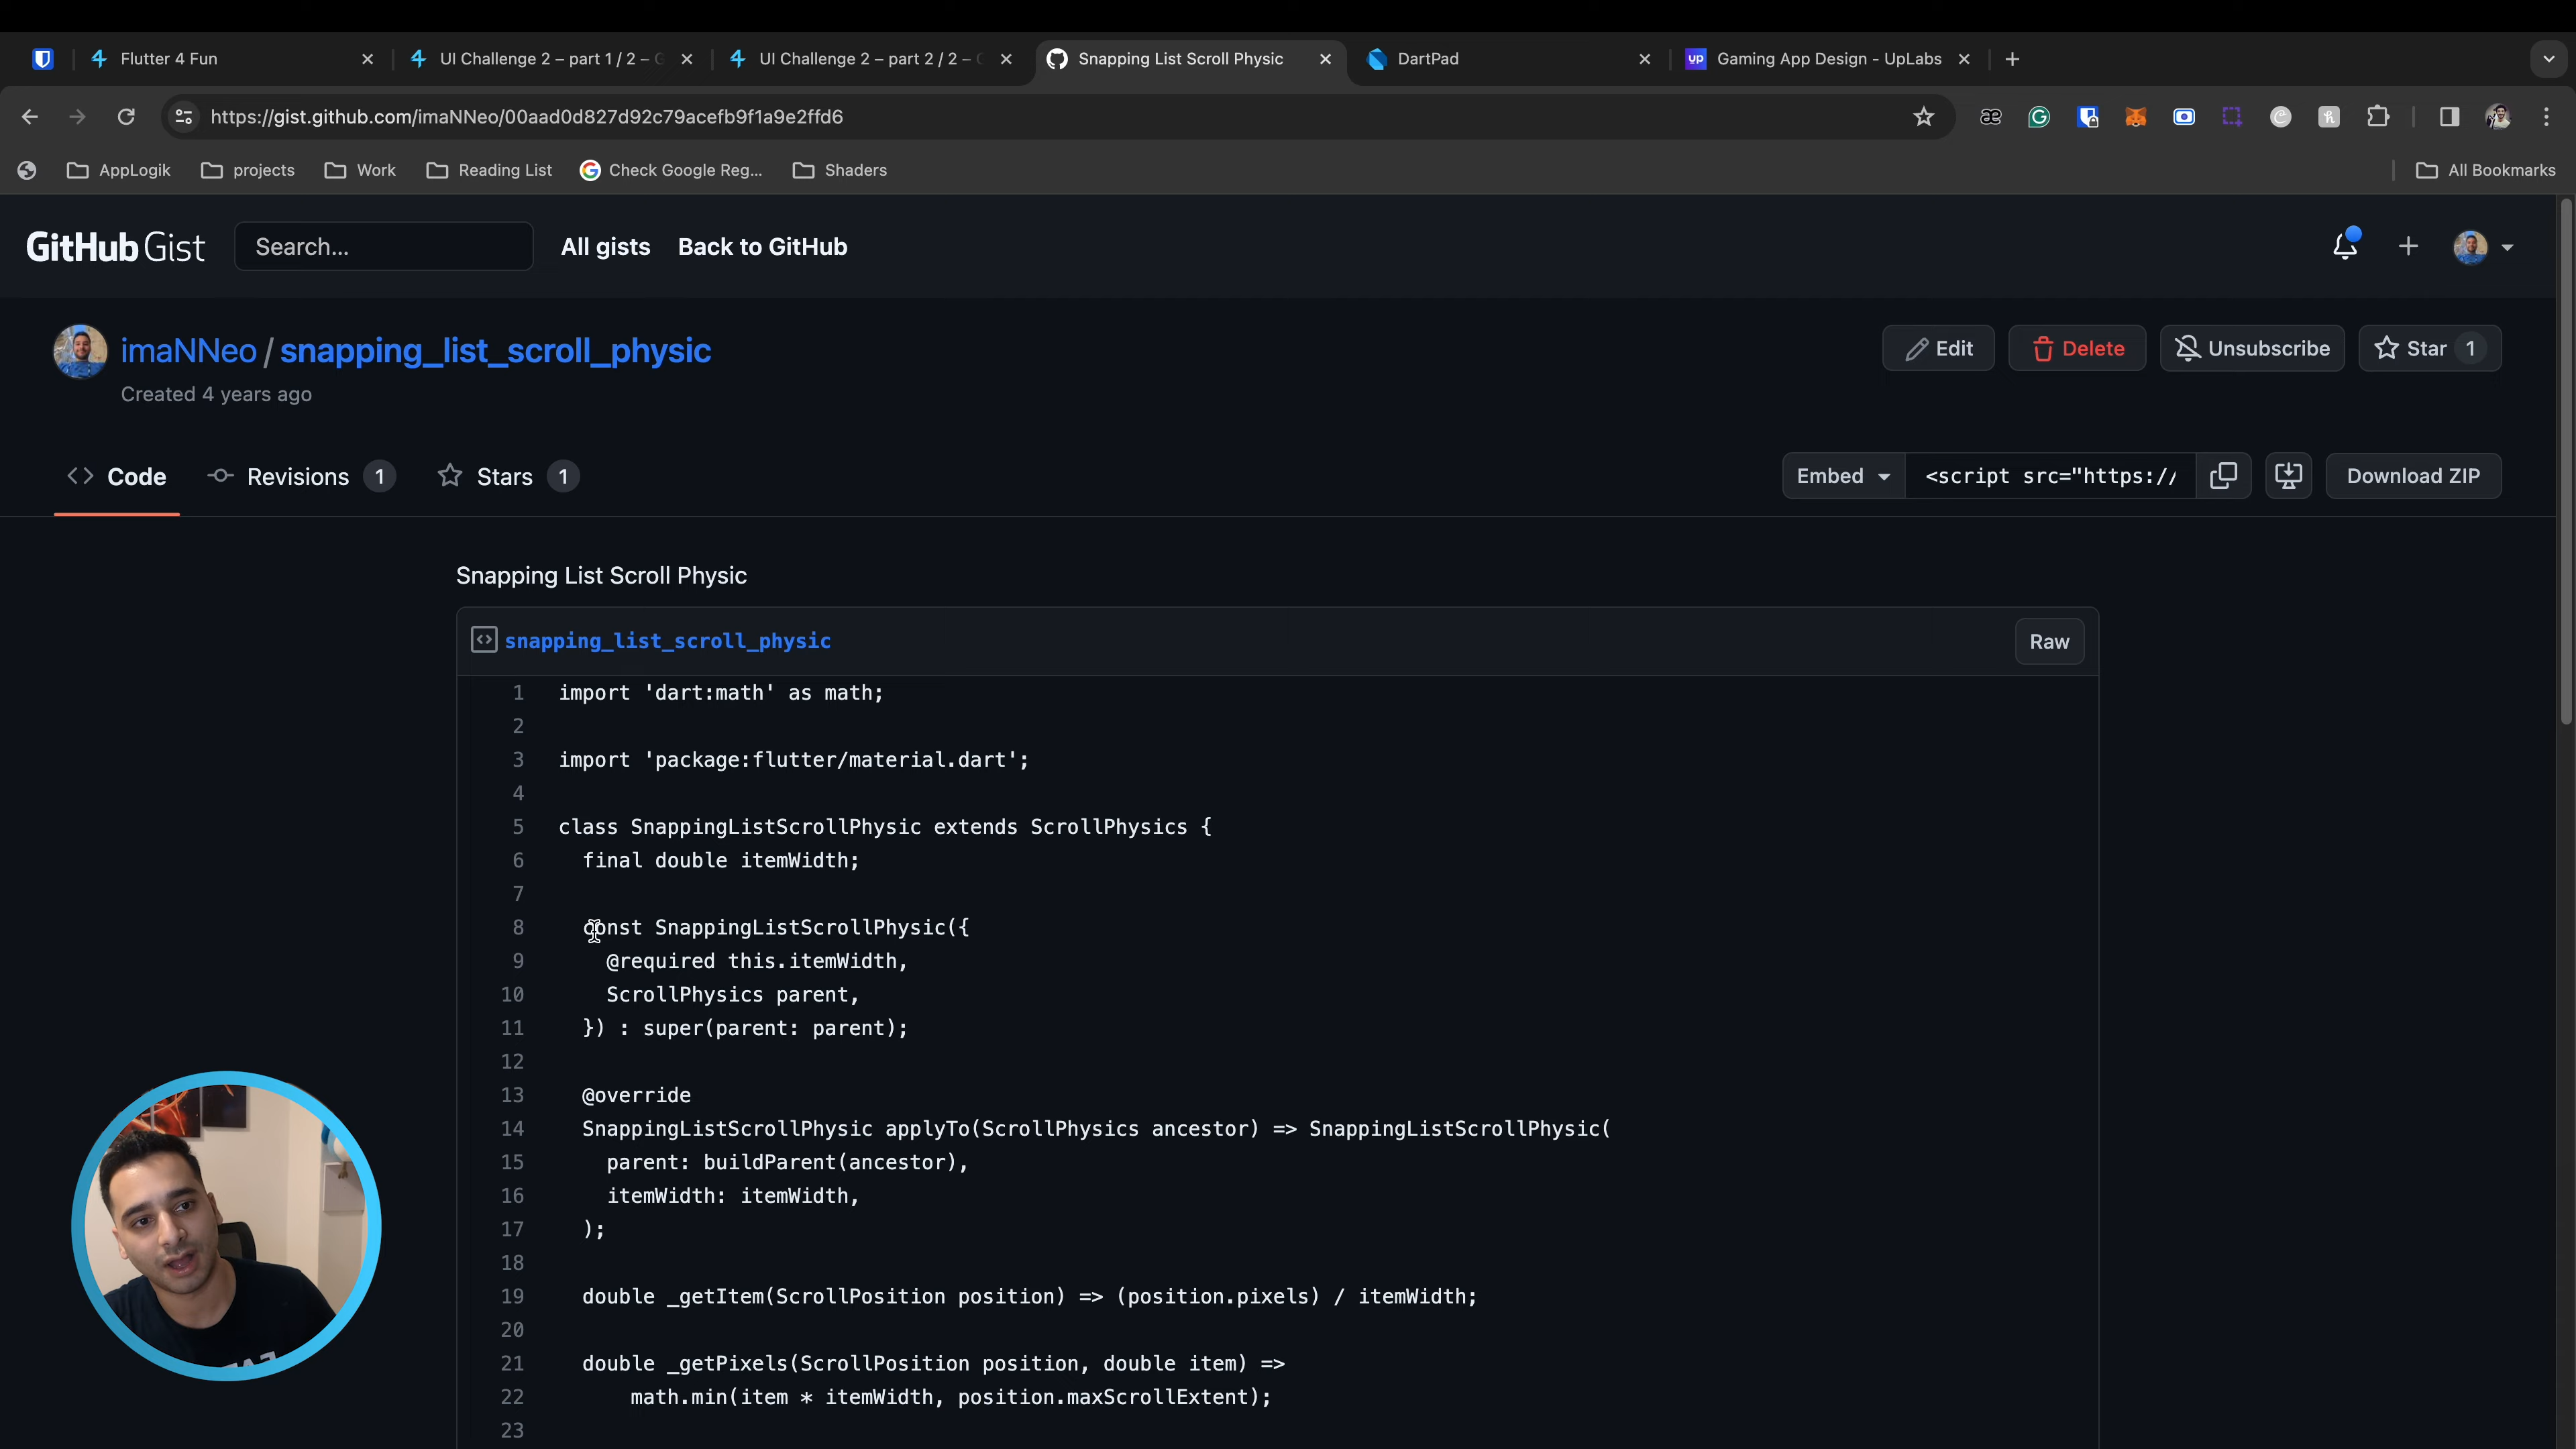 Flutter 4 Fun
UI Challenge 2 – part 1 / 2 –
UI Challenge 2 – part 2 / 2 –
Snapping List Scroll Physic
DartPad
UP
Gaming App Design - UpLabs
https://gist.github.com/imaNNeo/00aad0d827d92c79acefb9f1a9e2ffd6
AppLogik
projects
Work
Reading List
Check Google Reg...
Shaders
All Bookmarks
GitHub Gist
Search...
All gists
Back to GitHub
imaNNeo / snapping_list_scroll_physic
Created 4 years ago
Edit
Delete
Unsubscribe
Star 1
Code
Revisions 1
Stars 1
Embed
<script src="https://
Download ZIP
Snapping List Scroll Physic
snapping_list_scroll_physic
Raw
1 import 'dart:math' as math;
2
3 import 'package:flutter/material.dart';
4
5 class SnappingListScrollPhysic extends ScrollPhysics {
6 final double itemWidth;
7
8 const SnappingListScrollPhysic({
9 @required this.itemWidth,
10 ScrollPhysics parent,
11 }) : super(parent: parent);
12
13 @override
14 SnappingListScrollPhysic applyTo(ScrollPhysics ancestor) => SnappingListScrollPhysic(
15 parent: buildParent(ancestor),
16 itemWidth: itemWidth,
17 );
18
19 double _getItem(ScrollPosition position) => (position.pixels) / itemWidth;
20
21 double _getPixels(ScrollPosition position, double item) =>
22 math.min(item * itemWidth, position.maxScrollExtent);
23